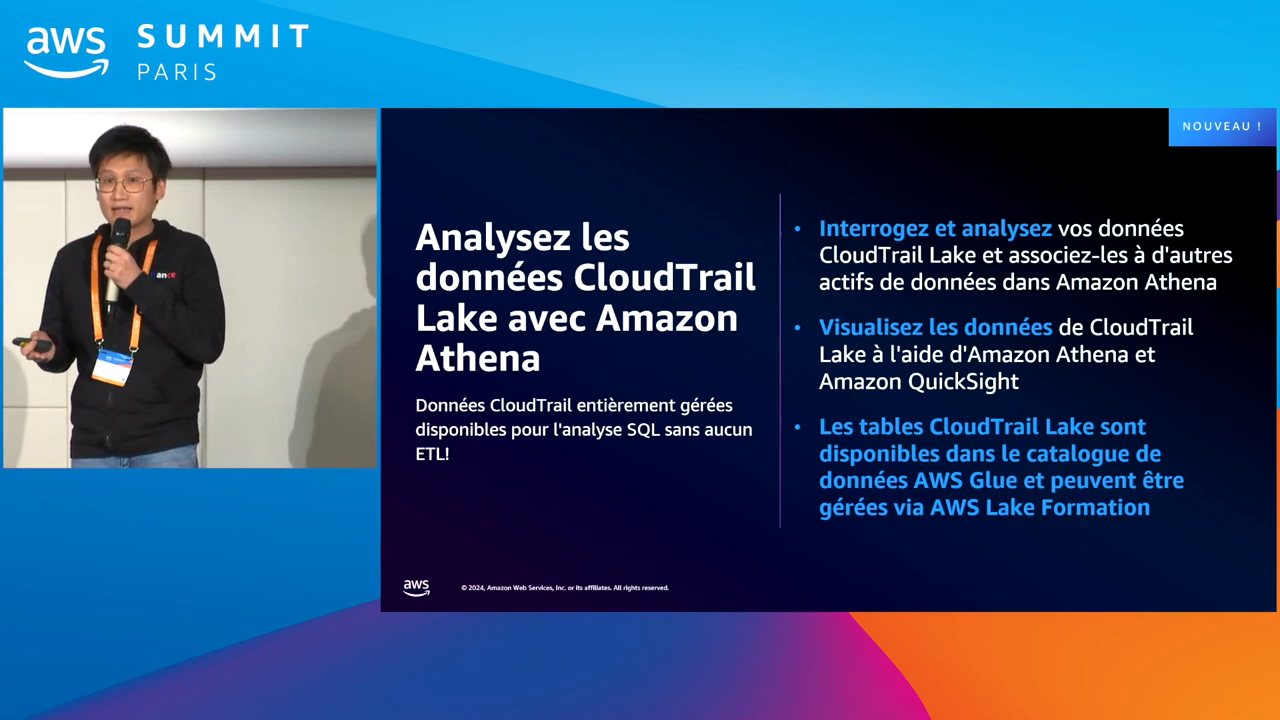 aws
SUMMIT
PARIS
NOUVEAU !
Analysez les
données CloudTrail
Lake avec Amazon
Athena
Données CloudTrail entièrement gérées
disponibles pour l'analyse SQL sans aucun
ETL!
• Interrogez et analysez vos données
CloudTrail Lake et associez-les à d'autres
actifs de données dans Amazon Athena
• Visualisez les données de CloudTrail
Lake à l'aide d'Amazon Athena et
Amazon QuickSight
• Les tables CloudTrail Lake sont
disponibles dans le catalogue de
données AWS Glue et peuvent être
gérées via AWS Lake Formation
aws
© 2024, Amazon Web Services, Inc. or its affiliates. All rights reserved.
ance